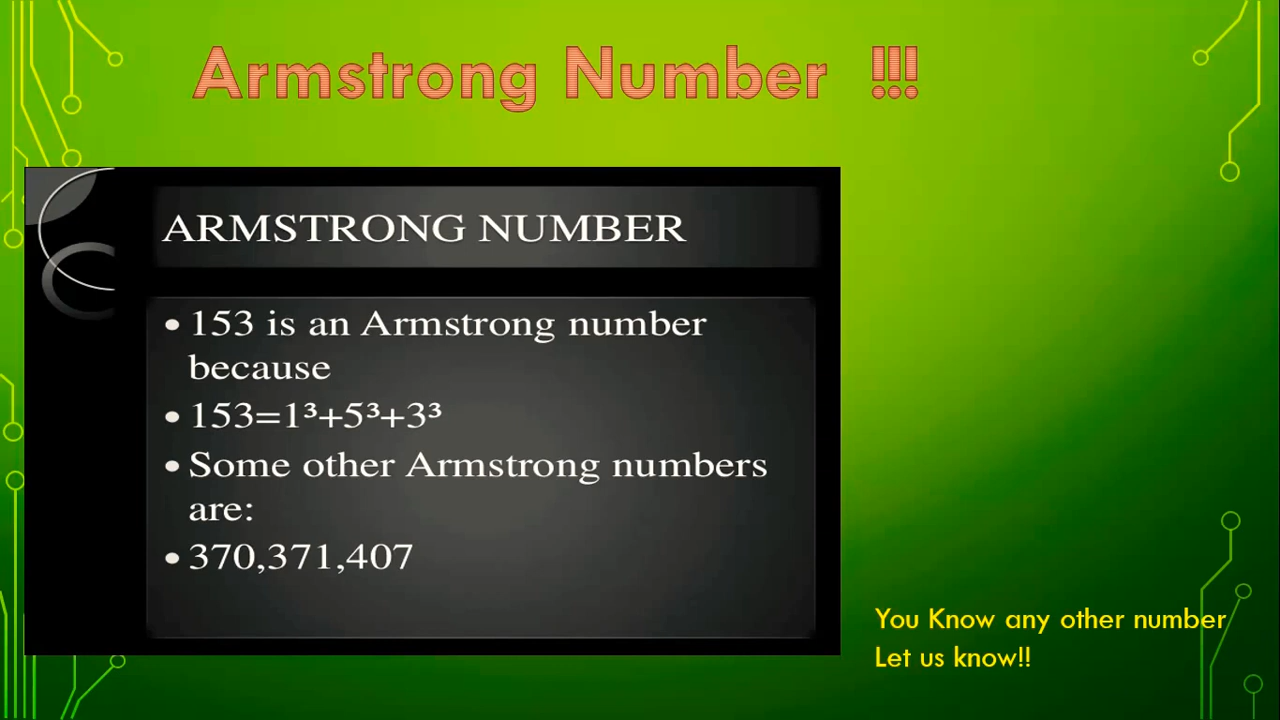 Armstrong Number !!!
ARMSTRONG NUMBER
• 153 is an Armstrong number
because
• 153=1³+5³+3³
• Some other Armstrong numbers
are:
• 370,371,407
You Know any other number
Let us know!!